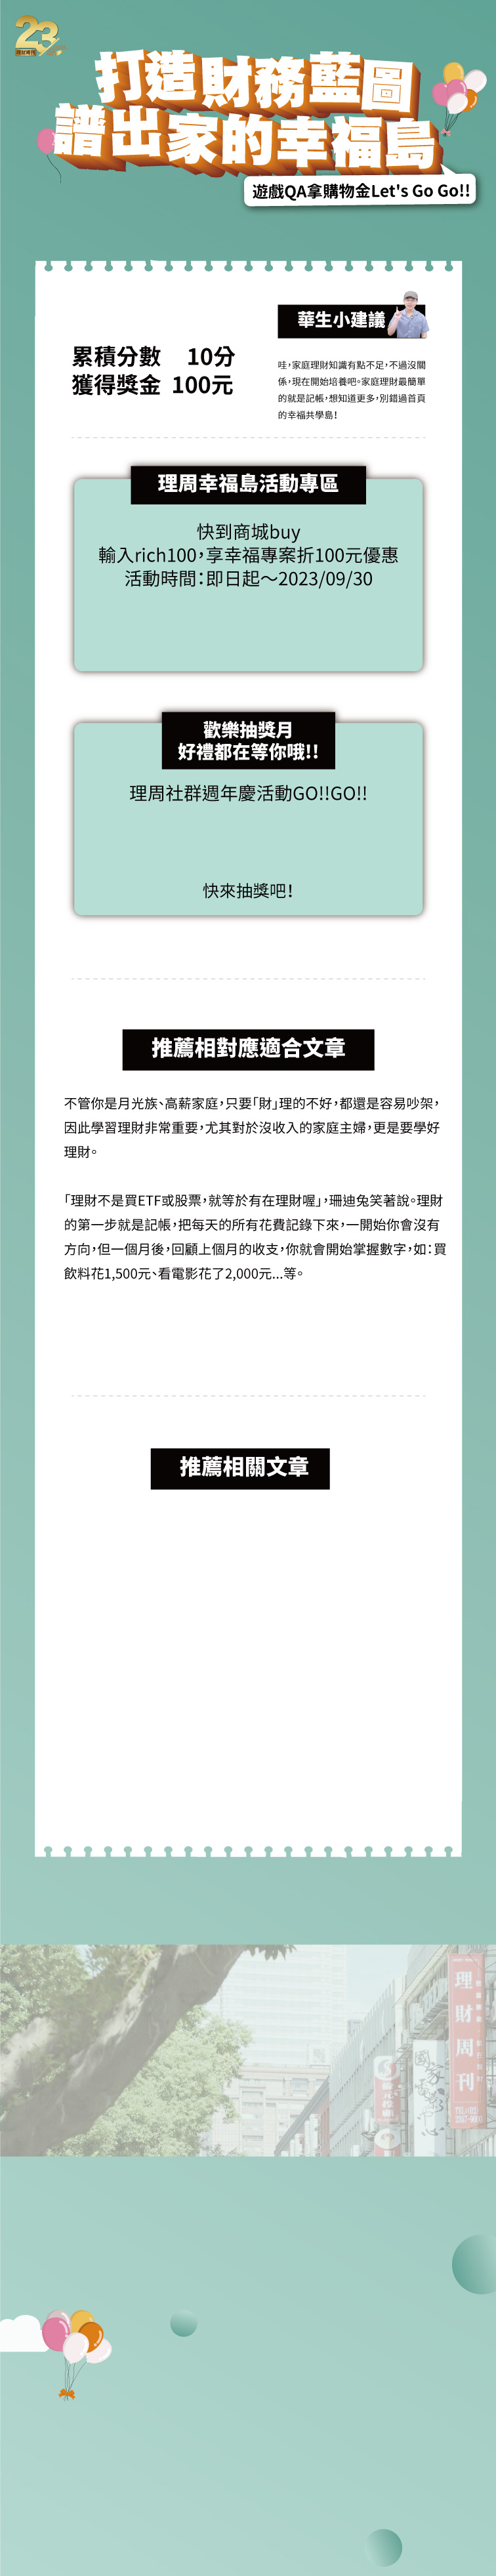 23
打造財務藍圖
譜出家的幸福島
遊戲QA拿購物金Let's Go Go!!
累積分數 10分
獲得獎金 100元
華生小建議
哇，家庭理財知識有點不足，不過沒關
係，現在開始培養吧。家庭理財最簡單
的就是記帳，想知道更多，別錯過首頁
的幸福共學島！
理周幸福島活動專區
快到商城buy
輸入rich100，享幸福專案折100元優惠
活動時間：即日起～2023/09/30
歡樂抽獎月
好禮都在等你哦!!
理周社群週年慶活動GO!!GO!!
快來抽獎吧！
推薦相對應適合文章
不管你是月光族、高薪家庭，只要「財」理的不好，都還是容易吵架，
因此學習理財非常重要，尤其對於沒收入的家庭主婦，更是要學好
理財。
「理財不是買ETF或股票，就等於有在理財喔」，珊迪兔笑著說。理財
的第一步就是記帳，把每天的所有花費記錄下來，一開始你會沒有
方向，但一個月後，回顧上個月的收支，你就會開始掌握數字，如：買
飲料花1,500元、看電影花了2,000元...等。
推薦相關文章
理財周刊